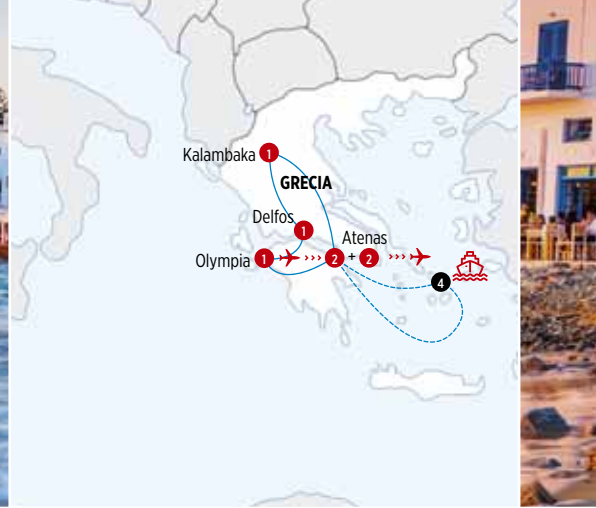 Kalambaka 1
GRECIA
Delfos
1
Atenas
Olympia 1 >>> 2 + 2 >>>
4